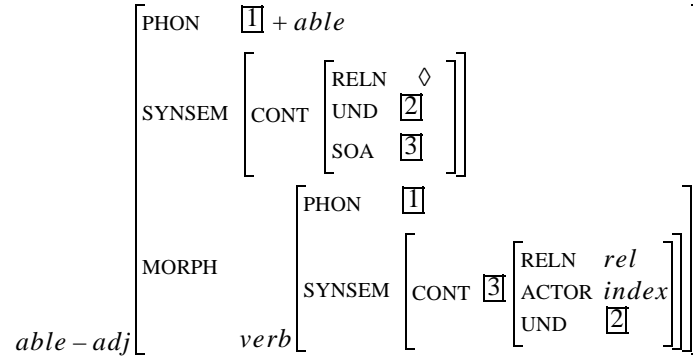 PHON 1 + able
RELN ◊
SYNSEM CONT UND 2
SOA 3
PHON 1
MORPH
RELN rel
SYNSEM CONT 3 ACTOR index
UND 2
able – adj verb